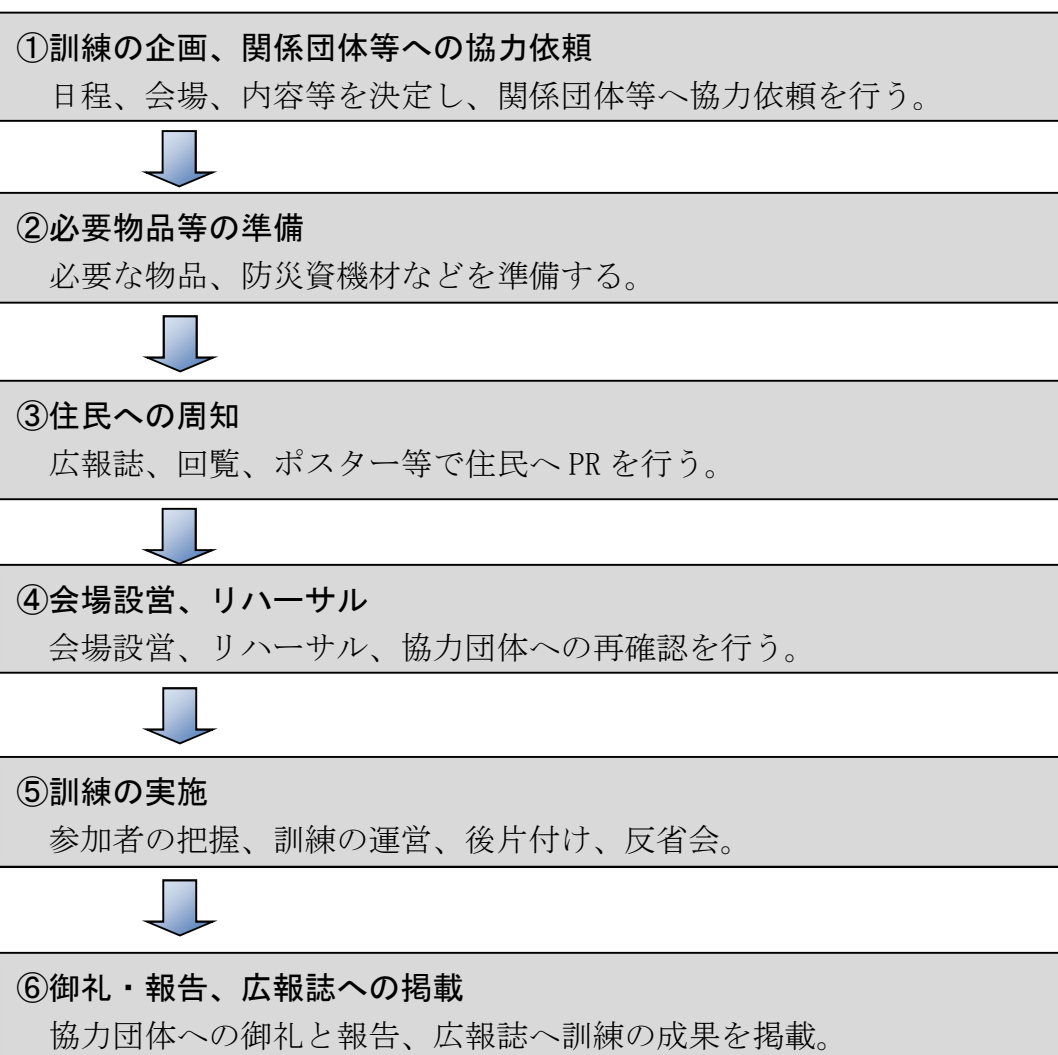 ①訓練の企画、関係団体等への協力依頼
日程、会場、内容等を決定し、関係団体等へ協力依頼を行う。
②必要物品等の準備
必要な物品、防災資機材などを準備する。
③住民への周知
広報誌、回覧、ポスター等で住民へ PR を行う。
④会場設営、リハーサル
会場設営、リハーサル、協力団体への再確認を行う。
⑤訓練の実施
参加者の把握、訓練の運営、後片付け、反省会。
⑥御礼・報告、広報誌への掲載
協力団体への御礼と報告、広報誌へ訓練の成果を掲載。